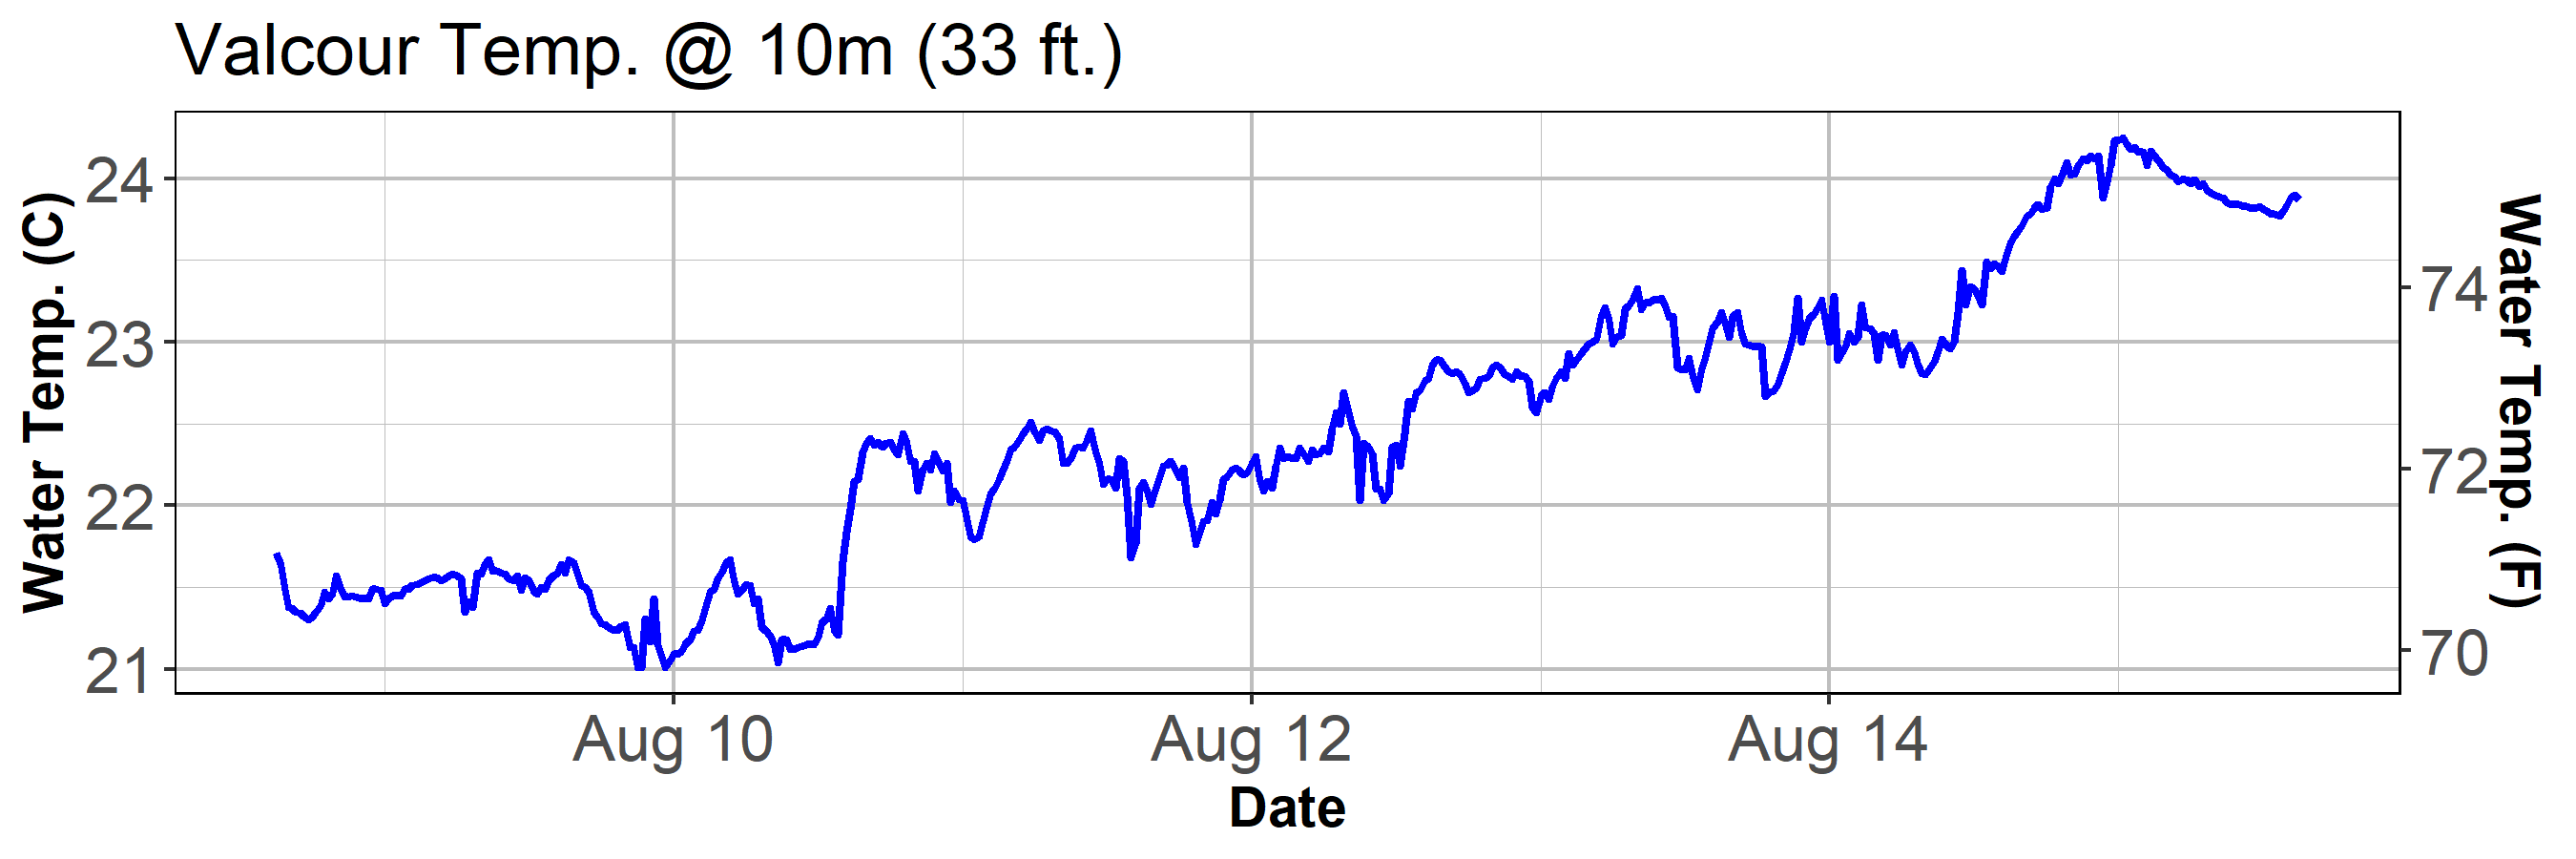 Valcour Temp. @ 10m (33 ft.)
Water Temp. (C)
24
23
22
21
74
72
70
Water Temp. (F)
Aug 10
Aug 12
Aug 14
Date